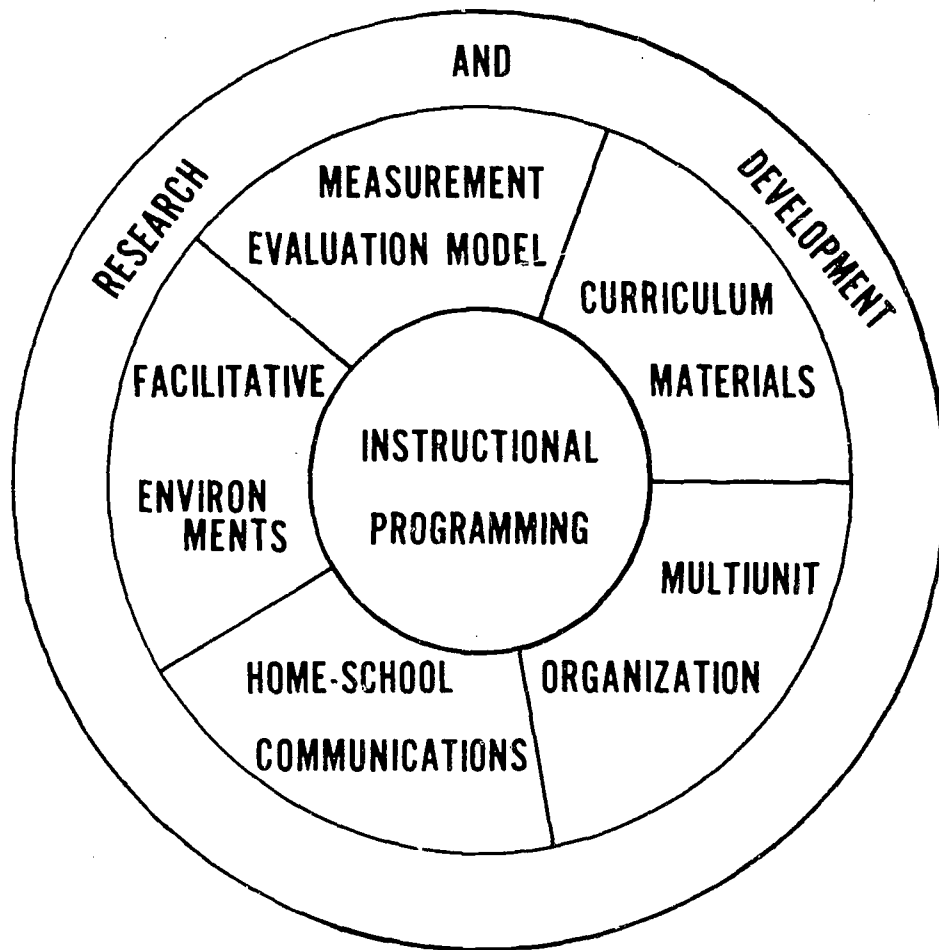 RESEARCH
AND
DEVELOPMENT
MEASUREMENT
EVALUATION MODEL
CURRICULUM
MATERIALS
MULTIUNIT
ORGANIZATION
HOME-SCHOOL
COMMUNICATIONS
FACILITATIVE
ENVIRON
MENTS
INSTRUCTIONAL
PROGRAMMING